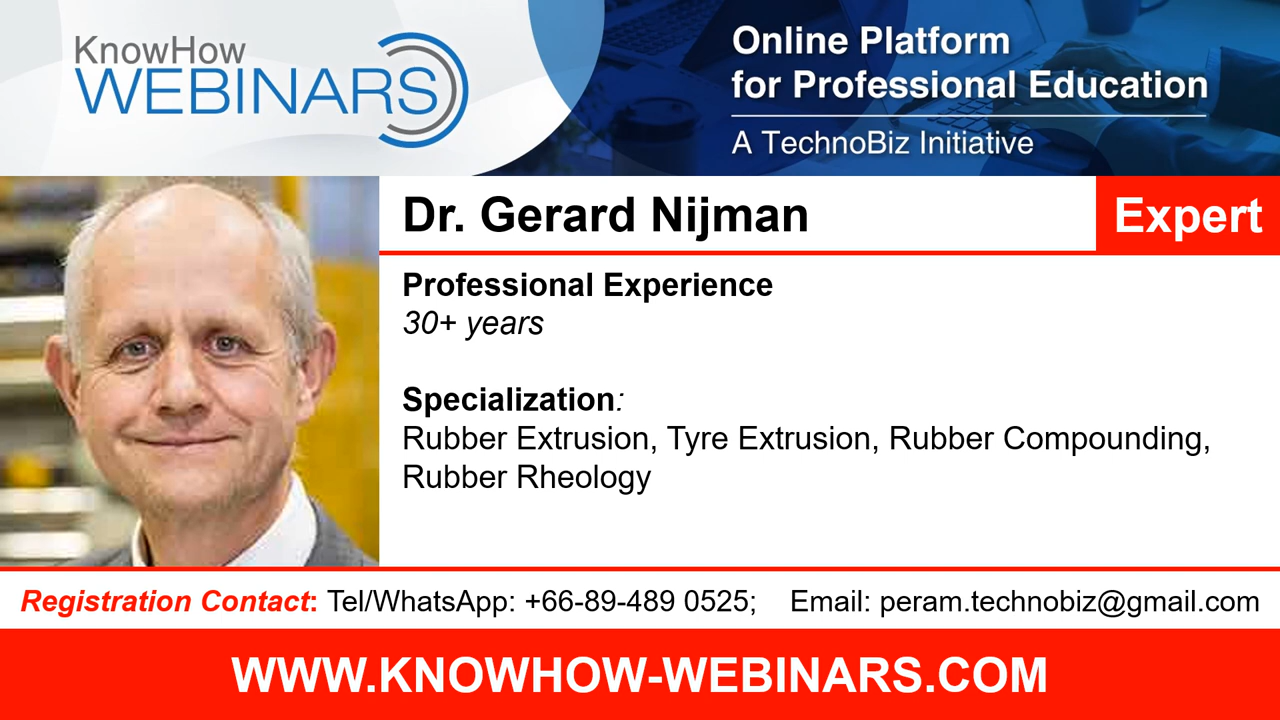 KnowHow
WEBINARS
Online Platform
for Professional Education
A TechnoBiz Initiative
Dr. Gerard Nijman
Expert
Professional Experience
30+ years
Specialization:
Rubber Extrusion, Tyre Extrusion, Rubber Compounding,
Rubber Rheology
Registration Contact: Tel/WhatsApp: +66-89-489 0525; Email: peram.technobiz@gmail.com
WWW.KNOWHOW-WEBINARS.COM